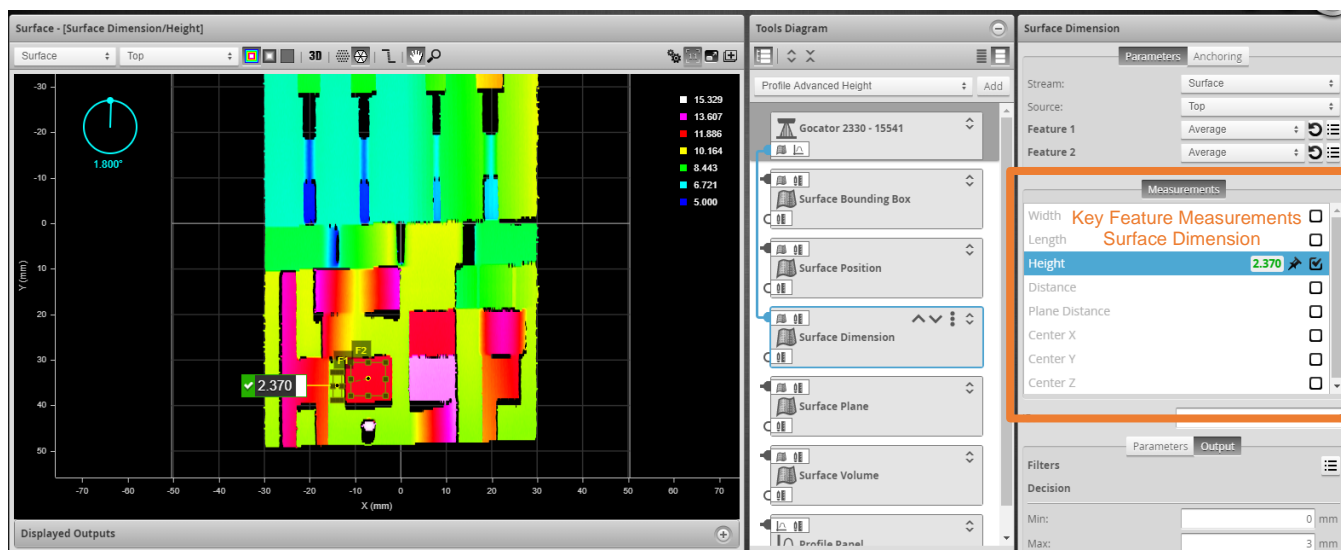 Surface - [Surface Dimension/Height]
Surface
Top
3D
-30
-20
-10
0
10
20
30
40
50
Y (mm)
1.800°
15.329
13.607
11.886
10.164
8.443
6.721
5.000
F1
F2
2.370
-70
-60
-50
-40
-30
-20
-10
0
10
20
30
40
50
60
70
X (mm)
Displayed Outputs
Tools Diagram
Profile Advanced Height
Add
Gocator 2330 - 15541
Surface Bounding Box
Surface Position
Surface Dimension
Surface Plane
Surface Volume
Profile Panel
Surface Dimension
Parameters Anchoring
Stream: Surface
Source: Top
Feature 1 Average
Feature 2 Average
Measurements
Width
Key Feature Measurements
Length
Surface Dimension
Height 2.370
Distance
Plane Distance
Center X
Center Y
Center Z
Parameters Output
Filters
Decision
Min: 0 mm
Max: 3 mm